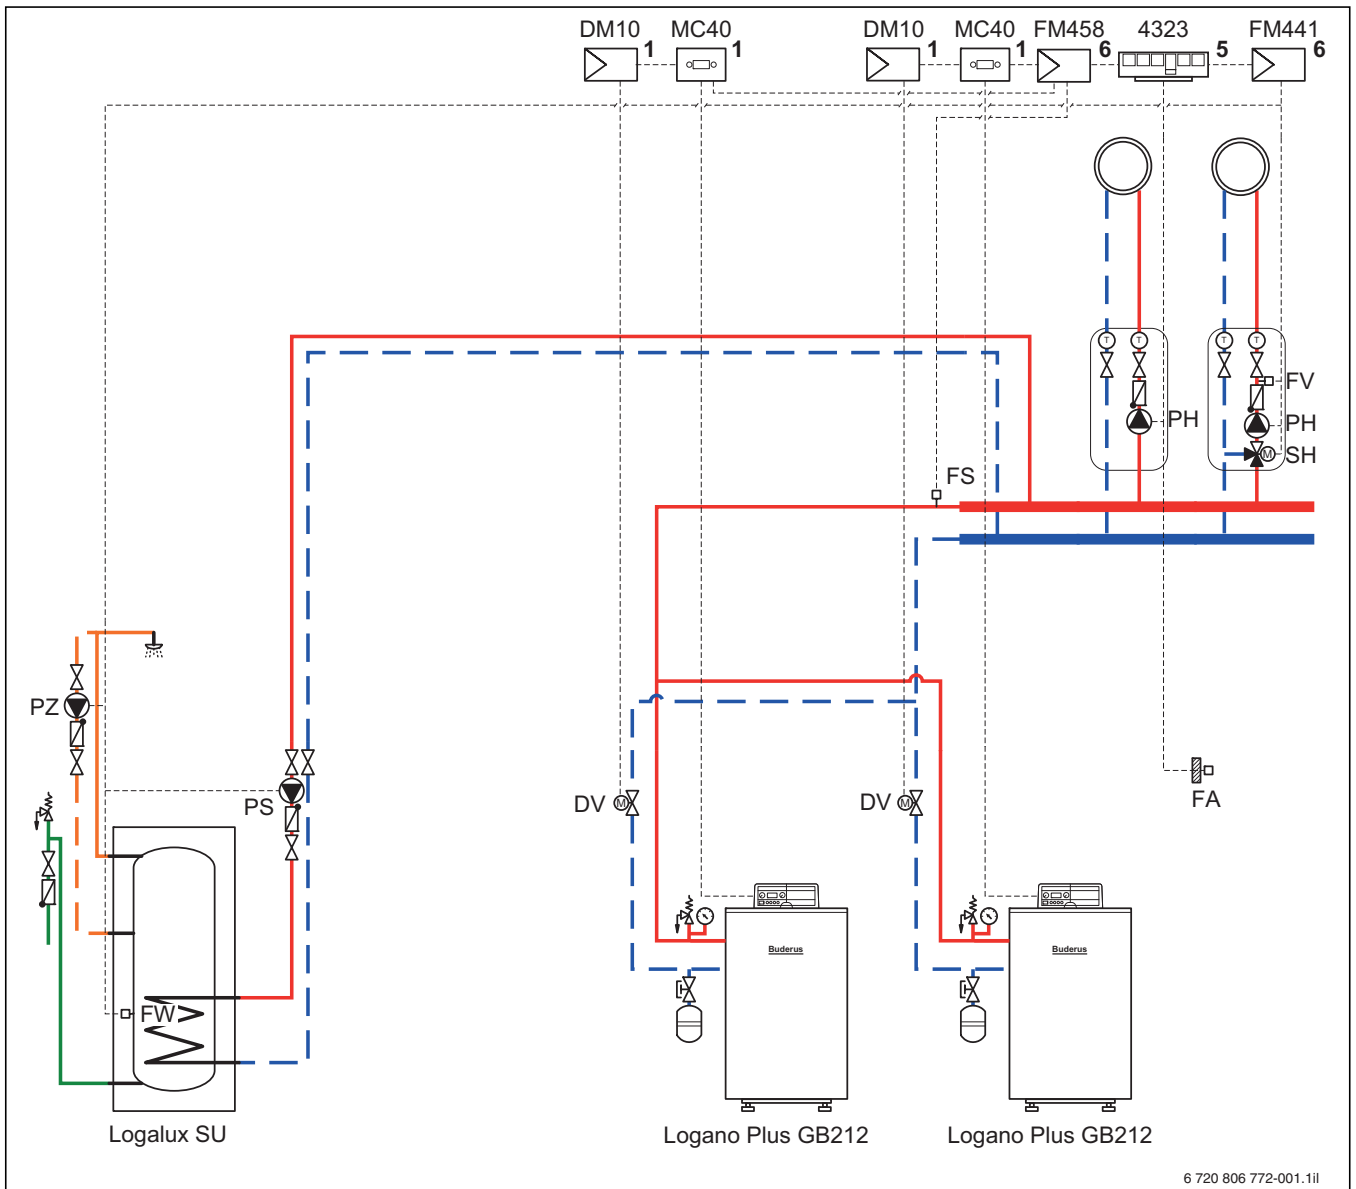 DM10 MC40 DM10 MC40 FM458 4323 FM441
1 1 1 1 6 5 6
T T T T
FV
PH PH
M SH
FS
PZ
FA
PS DV M DV M
Buderus Buderus
FW
Logalux SU Logano Plus GB212 Logano Plus GB212
6 720 806 772-001.1il